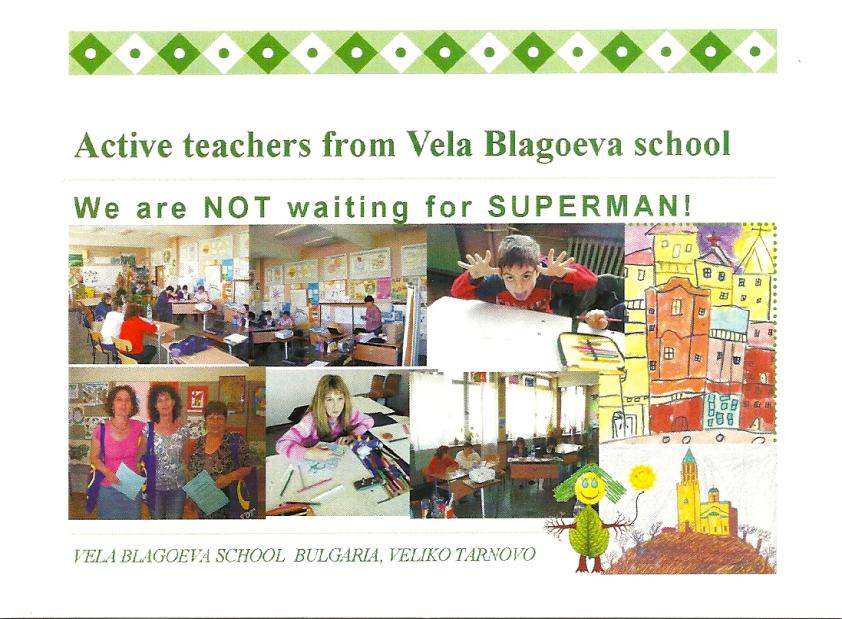 Active teachers from Vela Blagoeva school
We are NOT waiting for SUPERMAN!
VELA BLAGOEVA SCHOOL BULGARIA, VELIKO TARNOVO